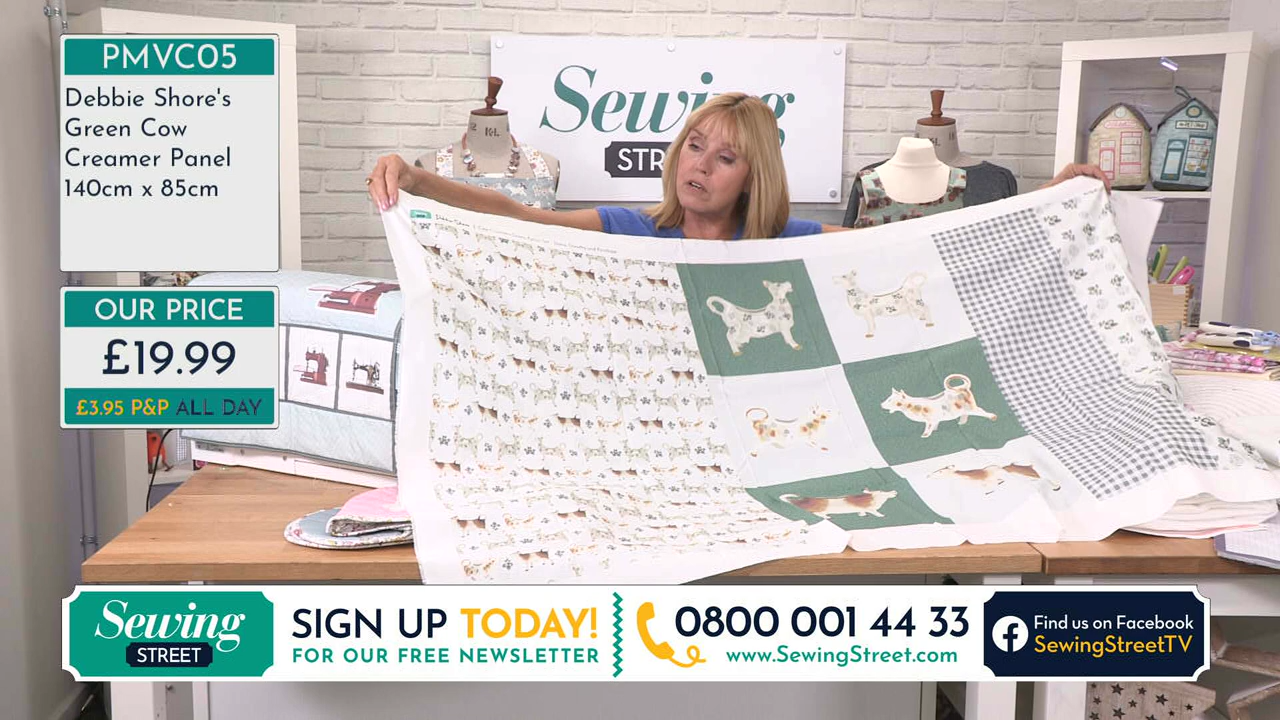 PMVC05
Debbie Shore's
Green Cow
Creamer Panel
140cm x 85cm
OUR PRICE
£19.99
£3.95 P&P ALL DAY
Sewing
STR
Sewing
STREET
SIGN UP TODAY!
FOR OUR FREE NEWSLETTER
0800 001 44 33
www.SewingStreet.com
Find us on Facebook
SewingStreetTV